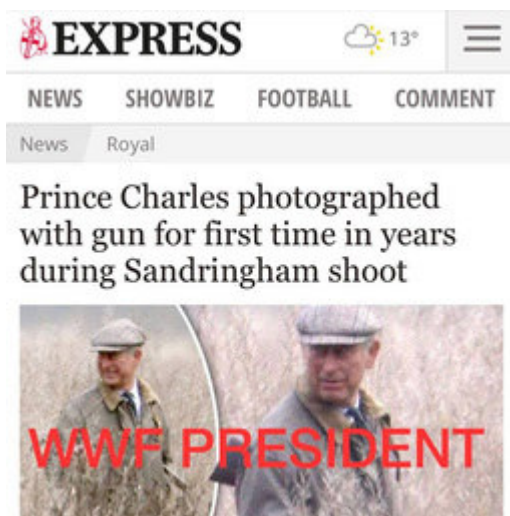 EXPRESS
13°
NEWS SHOWBIZ FOOTBALL COMMENT
News Royal
Prince Charles photographed
with gun for first time in years
during Sandringham shoot
WWF PRESIDENT